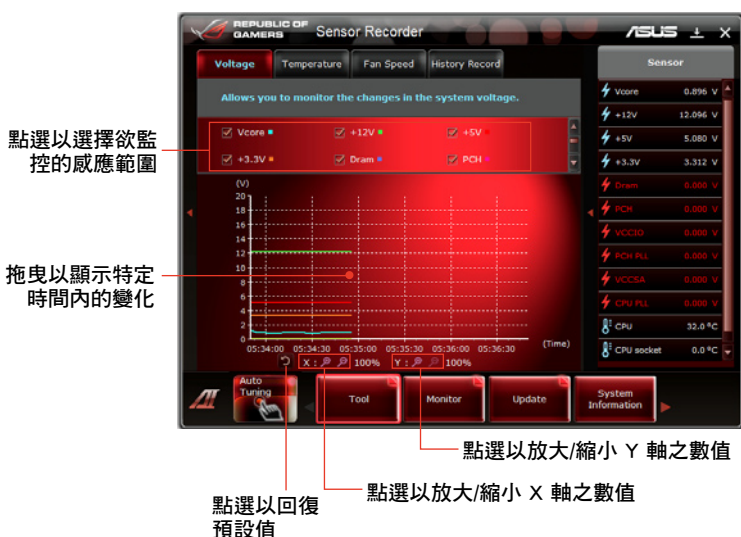 REPUBLIC OF
GAMERS
Sensor Recorder
ASUS
Voltage
Temperature
Fan Speed
History Record
Allows you to monitor the changes in the system voltage.
Vcore
+12V
+5V
+3.3V
Dram
PCH
(V)
20
18
16
14
12
10
8
6
4
2
0
05:34:00 05:34:30 05:35:00 05:35:30 05:36:00 05:36:30
(Time)
X : 100%
Y : 100%
Sensor
Vcore 0.896 V
+12V 12.096 V
+5V 5.080 V
+3.3V 3.312 V
Dram 0.000 V
PCH 0.000 V
VCCIO 0.000 V
PCH PLL 0.000 V
VCCSA 0.000 V
CPU PLL 0.000 V
CPU 32.0 °C
CPU socket 0.0 °C
Auto
Tuning
Tool
Monitor
Update
System
Information
點選以選擇欲監
控的感應範圍
拖曳以顯示特定
時間內的變化
點選以放大/縮小 Y 軸之數值
點選以放大/縮小 X 軸之數值
點選以回復
預設值